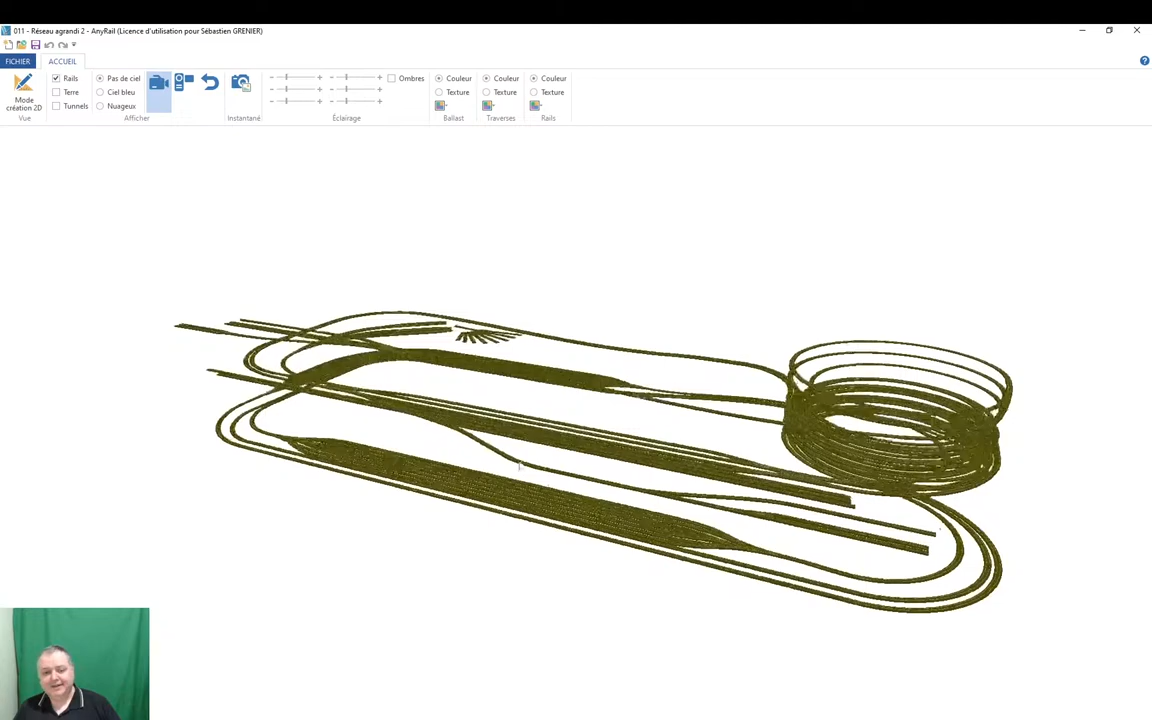 011 - Réseau agrandi 2 - AnyRail (Licence d'utilisation pour Sébastien GRENIER)
FICHIER
ACCUEIL
Mode
création 2D
Vue
Rails
Terre
Tunnels
Pas de ciel
Ciel bleu
Nuageux
Afficher
Instantané
Ombres
Éclairage
Couleur
Texture
Ballast
Couleur
Texture
Traverses
Couleur
Texture
Rails